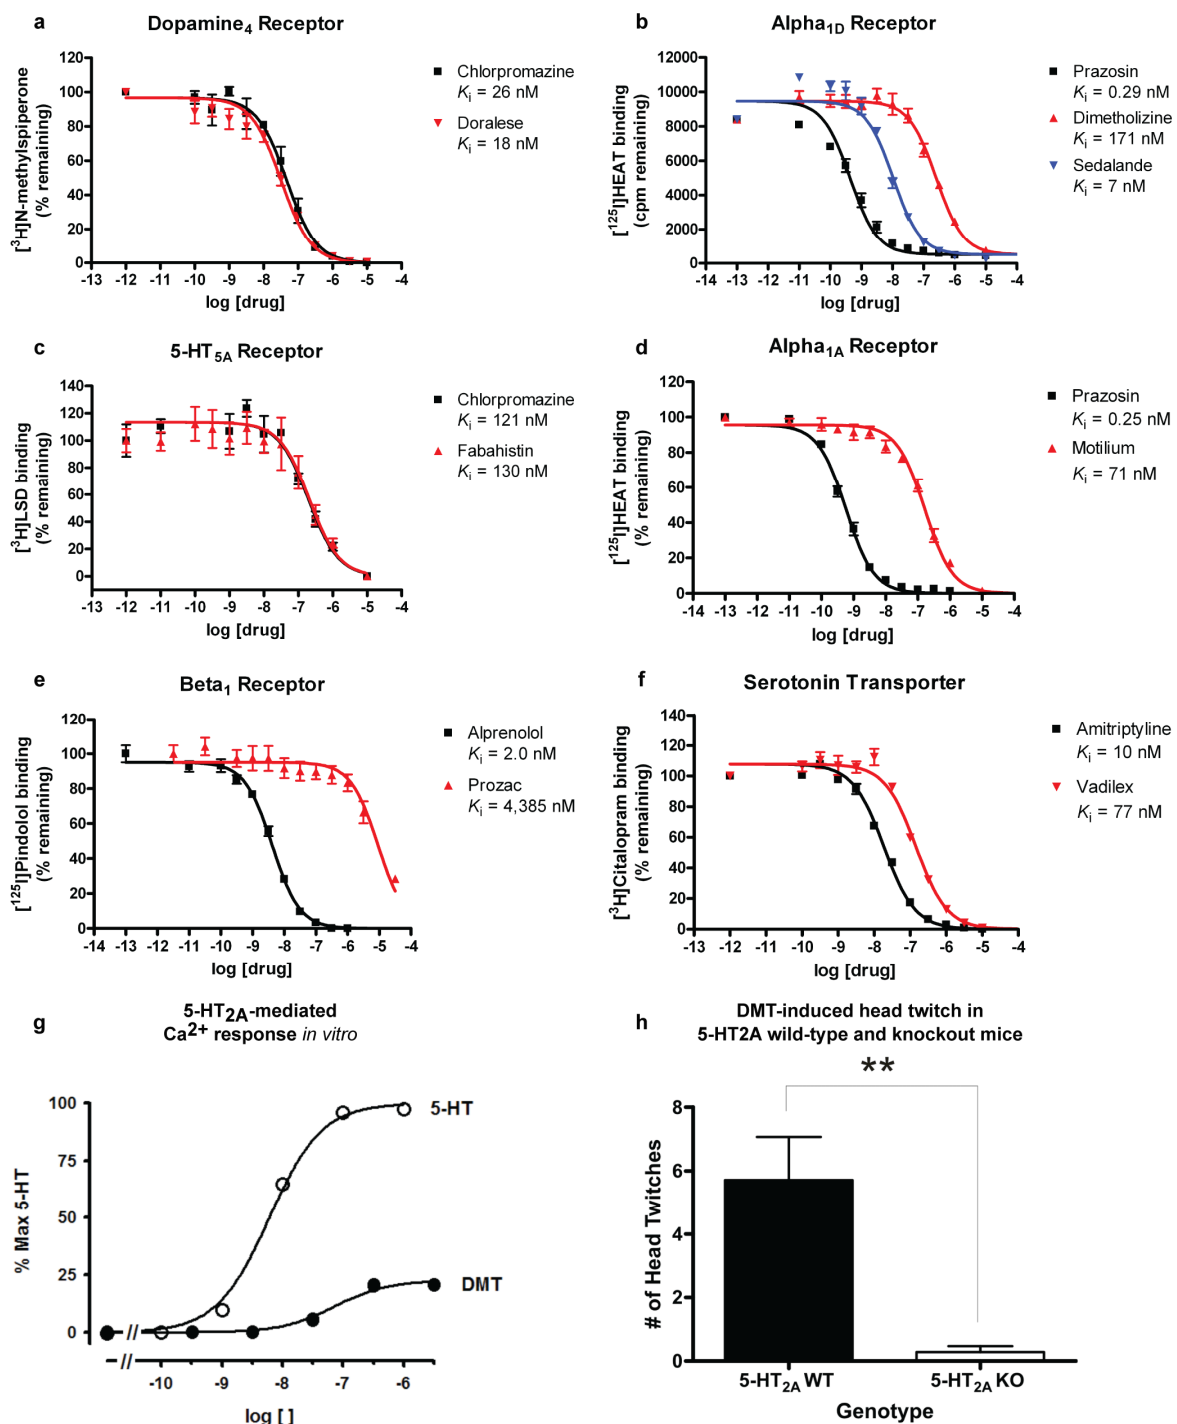 a
Dopamine4 Receptor
[3H]N-methylspiperone
(% remaining)
120
100
80
60
40
20
0
-13 -12 -11 -10 -9 -8 -7 -6 -5 -4
log [drug]
Chlorpromazine
Ki = 26 nM
Doralese
Ki = 18 nM
b
Alpha1D Receptor
[125I]HEAT binding
(cpm remaining)
12000
10000
8000
6000
4000
2000
0
-13 -12 -11 -10 -9 -8 -7 -6 -5 -4
log [drug]
Prazosin
Ki = 0.29 nM
Dimetholizine
Ki = 171 nM
Sedalande
Ki = 7 nM
c
5-HT5A Receptor
[3H]LSD binding
(% remaining)
140
120
100
80
60
40
20
0
-13 -12 -11 -10 -9 -8 -7 -6 -5 -4
log [drug]
Chlorpromazine
Ki = 121 nM
Fabahistin
Ki = 130 nM
d
Alpha1A Receptor
[125I]HEAT binding
(% remaining)
120
100
80
60
40
20
0
-14 -13 -12 -11 -10 -9 -8 -7 -6 -5 -4
log [drug]
Prazosin
Ki = 0.25 nM
Motilium
Ki = 71 nM
e
Beta1 Receptor
[125I]Pindolol binding
(% remaining)
120
100
80
60
40
20
0
-14 -13 -12 -11 -10 -9 -8 -7 -6 -5 -4
log [drug]
Alprenolol
Ki = 2.0 nM
Prozac
Ki = 4,385 nM
f
Serotonin Transporter
[3H]Citalopram binding
(% remaining)
140
120
100
80
60
40
20
0
-13 -12 -11 -10 -9 -8 -7 -6 -5 -4
log [drug]
Amitriptyline
Ki = 10 nM
Vadilex
Ki = 77 nM
g
5-HT2A-mediated
Ca2+ response in vitro
% Max 5-HT
100
75
50
25
0
//
//
-10 -9 -8 -7 -6
log [ ]
5-HT
DMT
h
DMT-induced head twitch in
5-HT2A wild-type and knockout mice
**
# of Head Twitches
8
6
4
2
0
5-HT2A WT 5-HT2A KO
Genotype